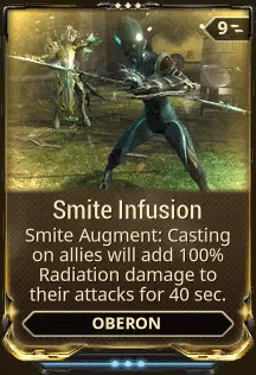 9
Smite Infusion
Smite Augment: Casting
on allies will add 100%
Radiation damage to
their attacks for 40 sec.
OBERON